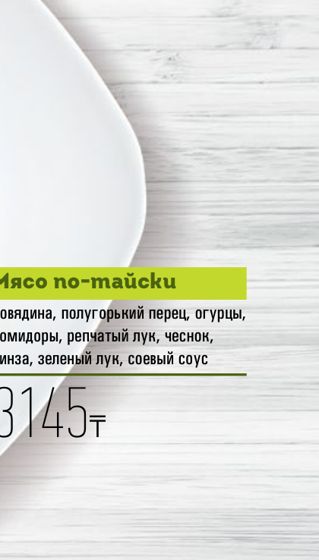 Мясо по-тайски
овядина, полугорький перец, огурцы,
омидоры, репчатый лук, чеснок,
инза, зеленый лук, соевый соус
3145₸